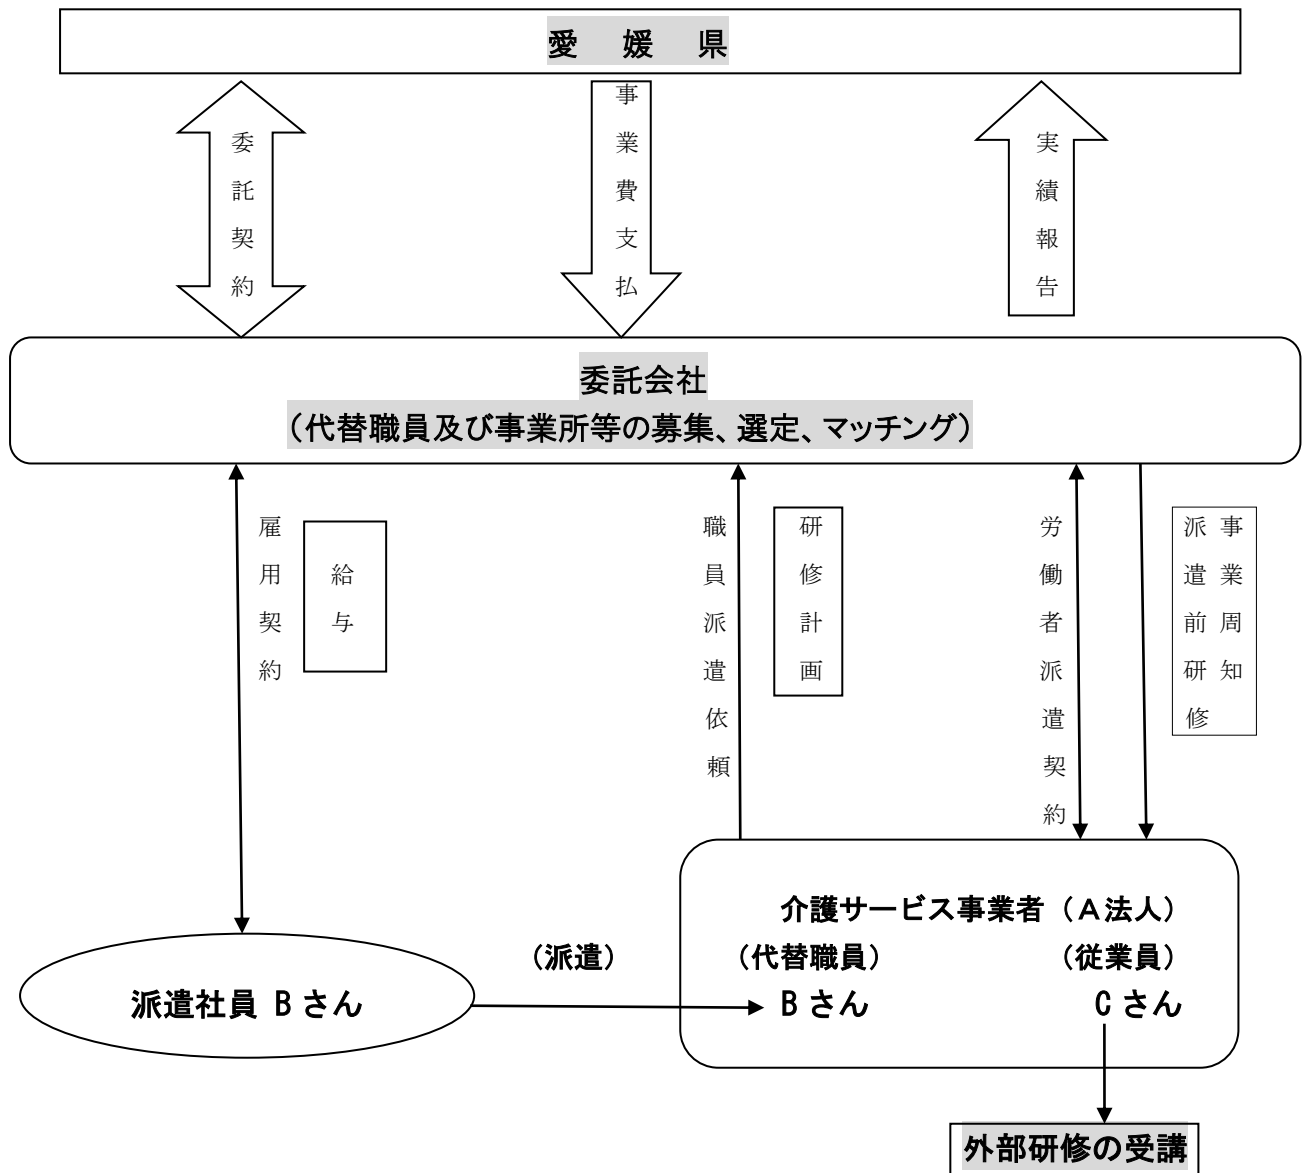 愛 媛 県
委託契約
事業費支払
実績報告
委託会社
(代替職員及び事業所等の募集、選定、マッチング)
雇用契約
給与
職員派遣依頼
研修計画
労働者派遣契約
事業周知
派遣前研修
介護サービス事業者(A法人)
(派遣)
(代替職員)
(従業員)
派遣社員 Bさん
Bさん
Cさん
外部研修の受講